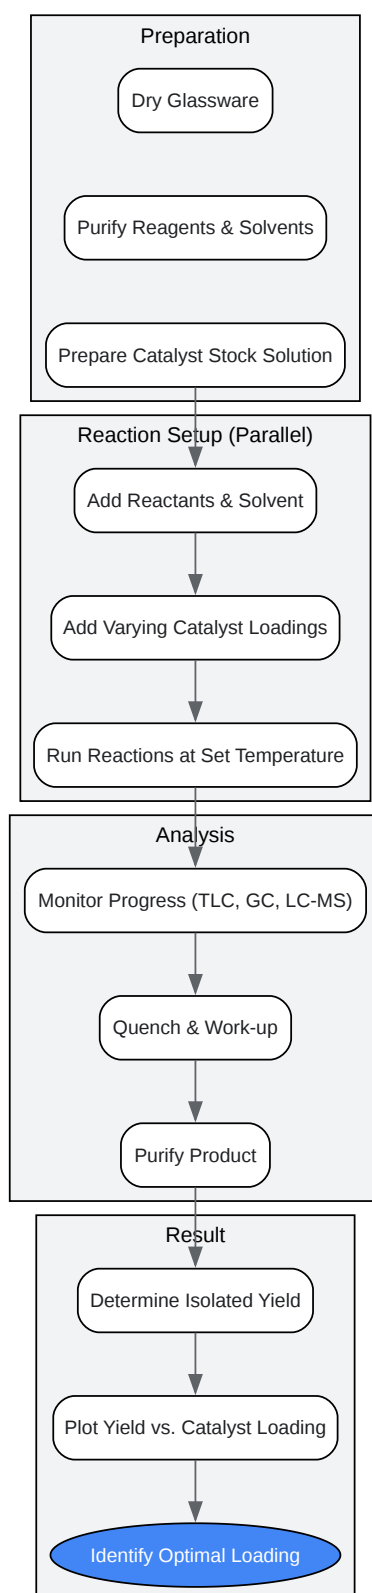 Preparation
Dry Glassware
Purify Reagents & Solvents
Prepare Catalyst Stock Solution
Reaction Setup (Parallel)
Add Reactants & Solvent
Add Varying Catalyst Loadings
Run Reactions at Set Temperature
Analysis
Monitor Progress (TLC, GC, LC-MS)
Quench & Work-up
Purify Product
Result
Determine Isolated Yield
Plot Yield vs. Catalyst Loading
Identify Optimal Loading